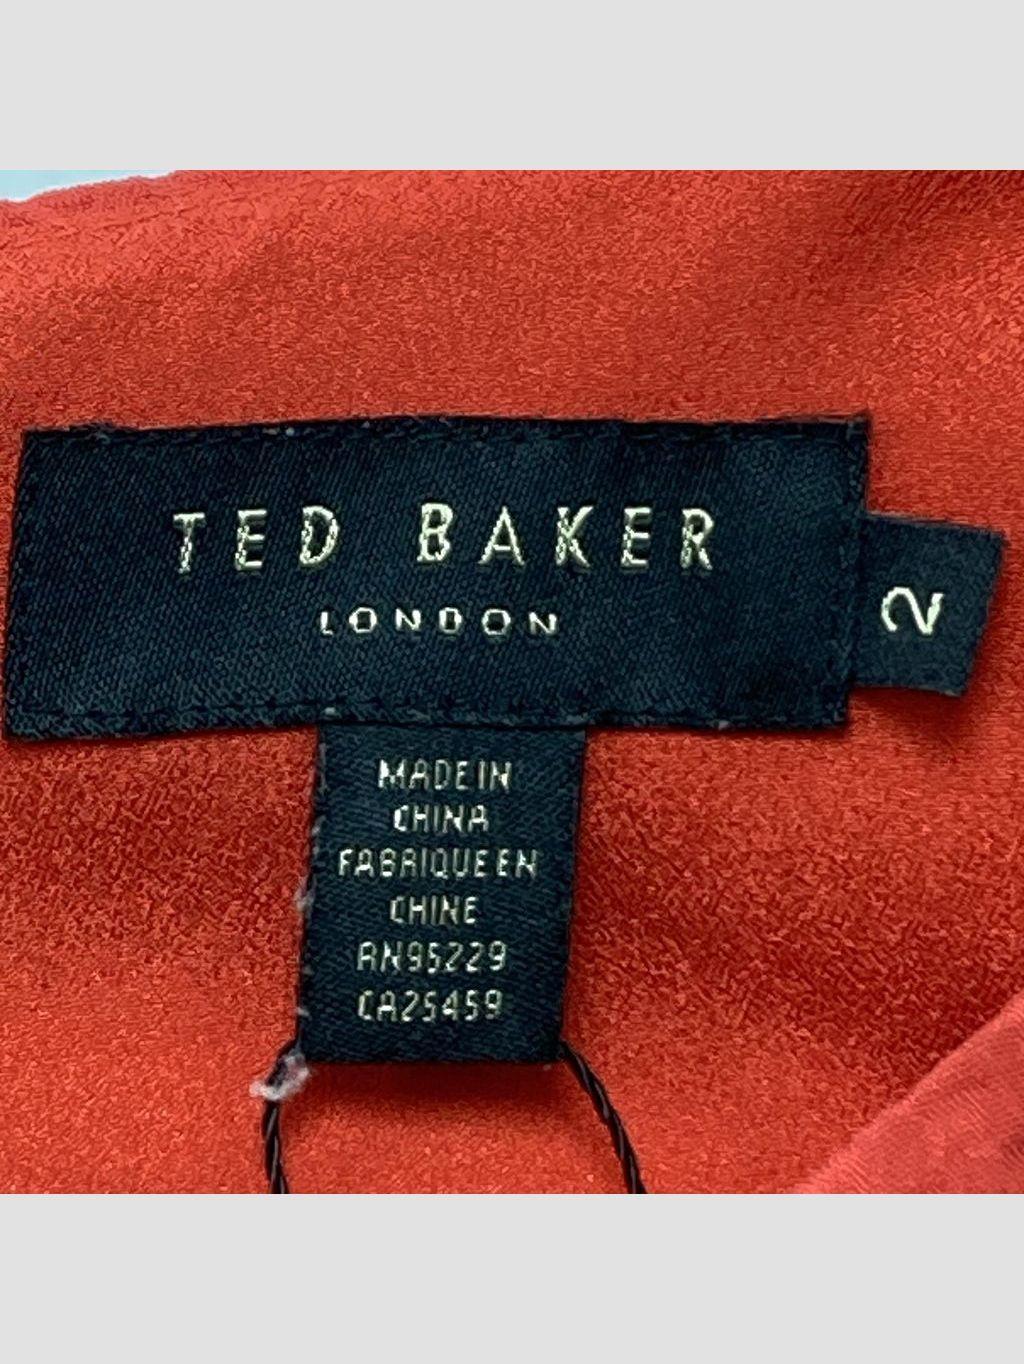 TED BAKER
LONDON
2
MADE IN
CHINA
FABRIQUE EN
CHINE
RN95229
CA25459